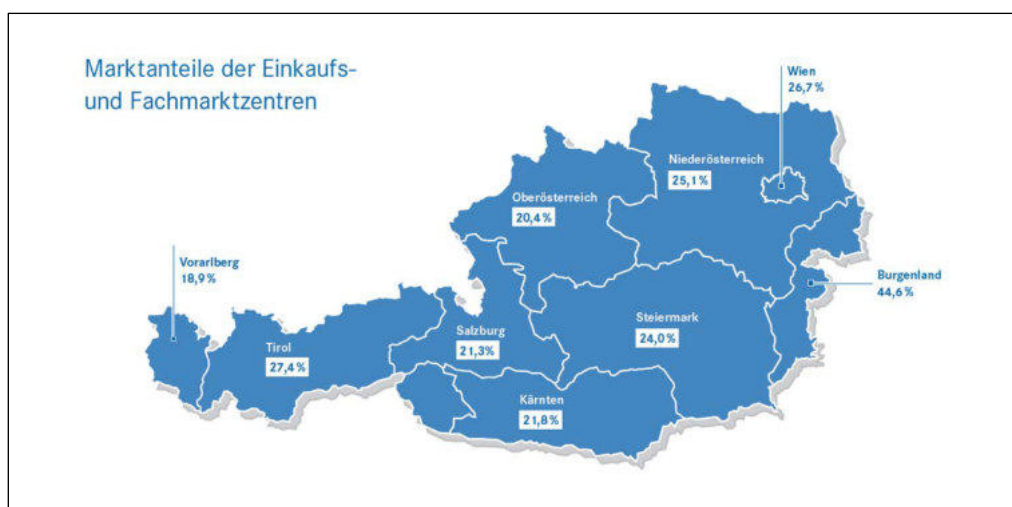 Marktanteile der Einkaufs-
und Fachmarktzentren
Wien
26,7%
Niederösterreich
25,1%
Oberösterreich
20,4%
Vorarlberg
18,9%
Burgenland
44,6%
Steiermark
24,0%
Salzburg
21,3%
Tirol
27,4%
Kärnten
21,8%